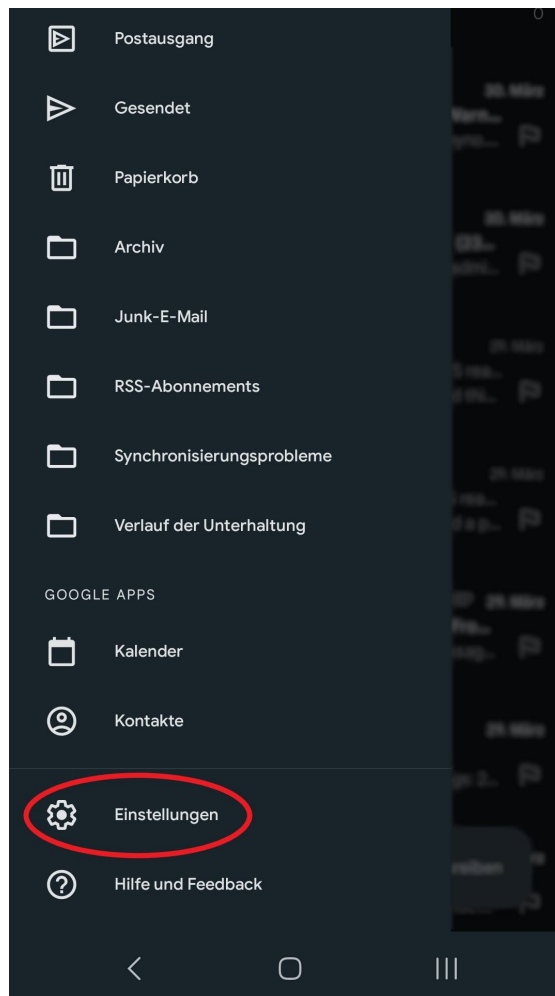 Postausgang
Gesendet
Papierkorb
Archiv
Junk-E-Mail
RSS-Abonnements
Synchronisierungsprobleme
Verlauf der Unterhaltung
GOOGLE APPS
Kalender
Kontakte
Einstellungen
Hilfe und Feedback